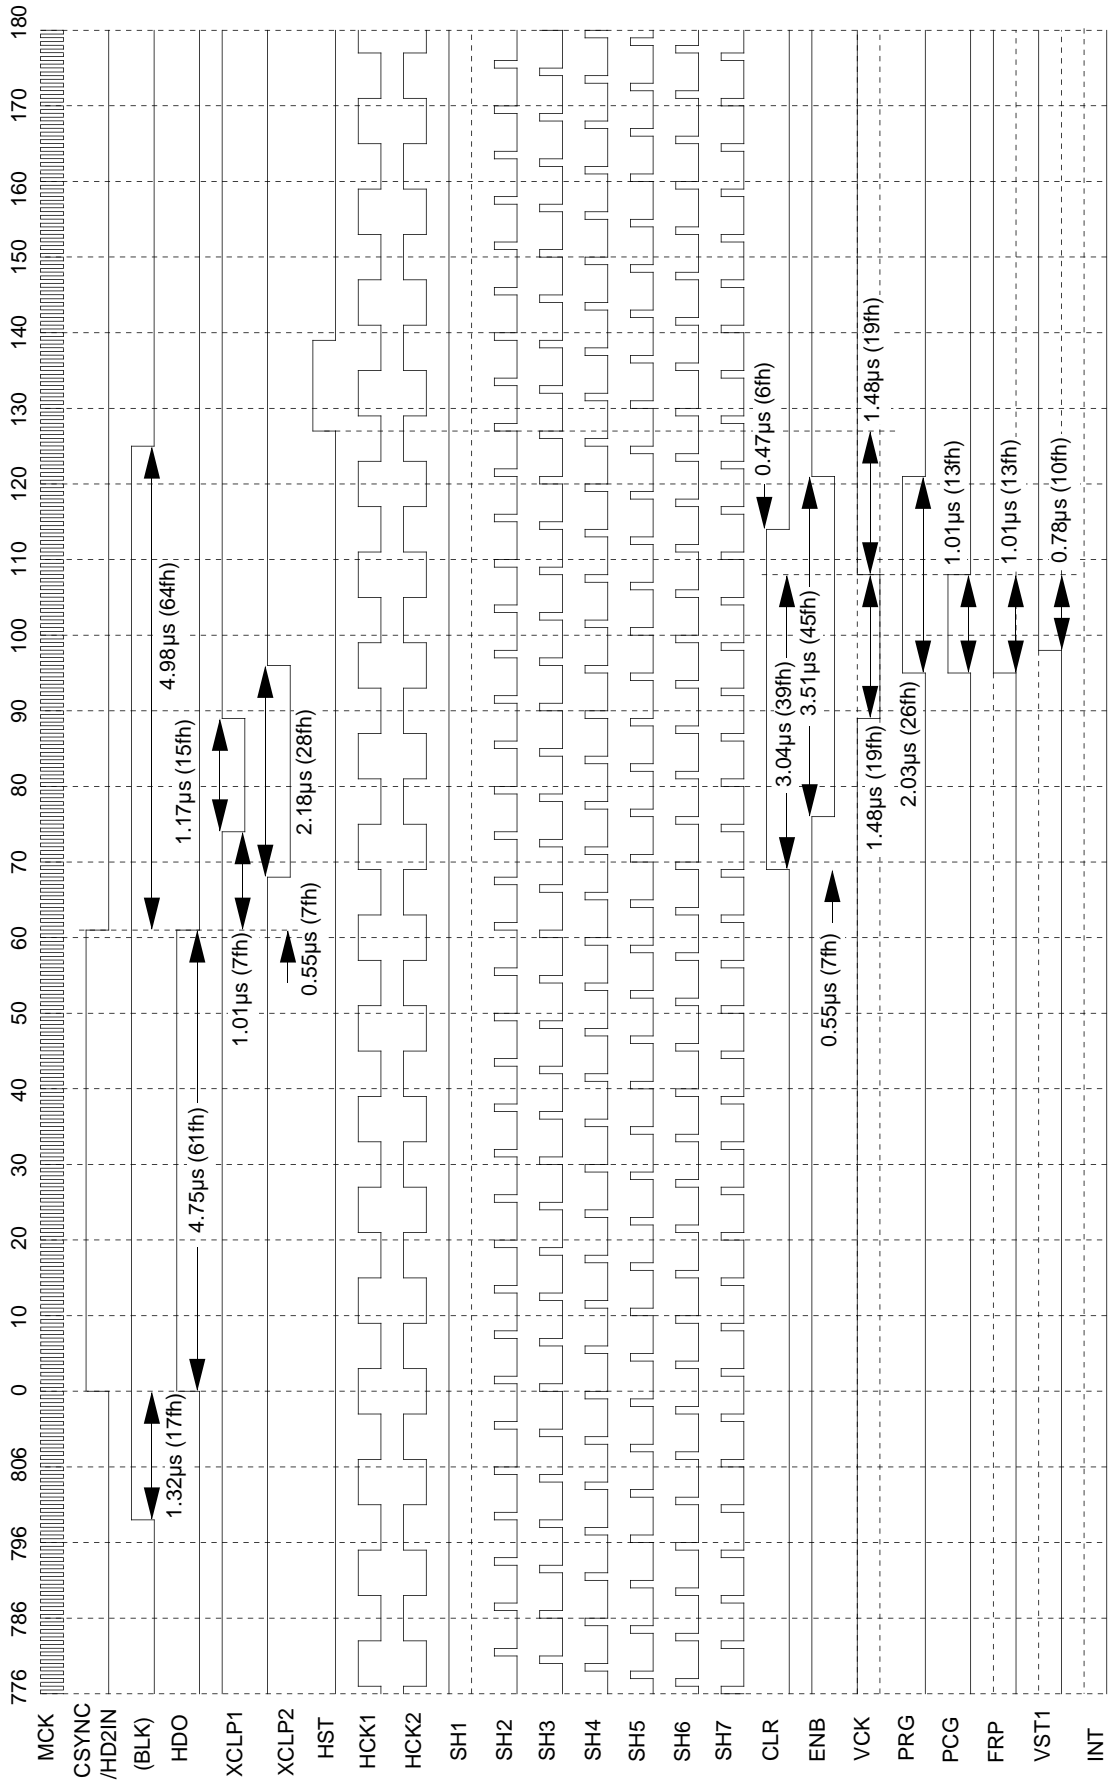 776 786 796 806 0 10 20 30 40 50 60 70 80 90 100 110 120 130 140 150 160 170 180
MCK
CSYNC
/HD2IN
(BLK)
1.32µs (17fh)
4.98µs (64fh)
HDO
4.75µs (61fh)
XCLP1
1.01µs (7fh)
1.17µs (15fh)
XCLP2
0.55µs (7fh)
2.18µs (28fh)
HST
HCK1
HCK2
SH1
SH2
SH3
SH4
SH5
SH6
SH7
CLR
3.04µs (39fh)
0.47µs (6fh)
ENB
0.55µs (7fh)
3.51µs (45fh)
VCK
1.48µs (19fh)
1.48µs (19fh)
PRG
2.03µs (26fh)
PCG
1.01µs (13fh)
FRP
1.01µs (13fh)
VST1
0.78µs (10fh)
INT